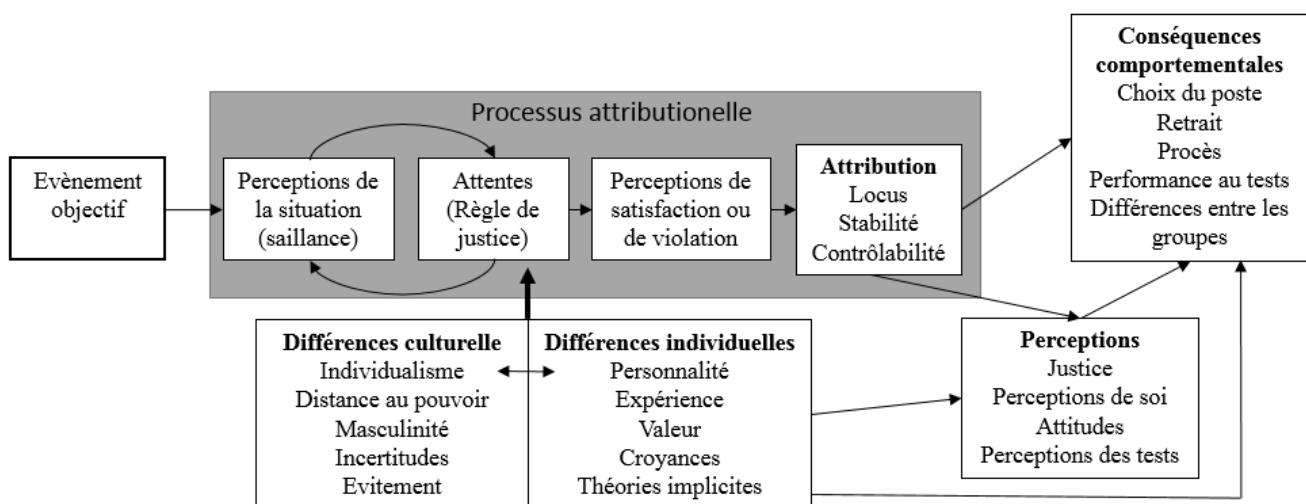 Processus attributionelle
Evènement
objectif
Perceptions de
la situation
(saillance)
Attentes
(Règle de
justice)
Perceptions de
satisfaction ou
de violation
Attribution
Locus
Stabilité
Contrôlabilité
Conséquences
comportementales
Choix du poste
Retrait
Procès
Performance au tests
Différences entre les
groupes
Différences culturelle
Individualisme
Distance au pouvoir
Masculinité
Incertitudes
Evitement
Différences individuelles
Personnalité
Expérience
Valeur
Croyances
Théories implicites
Perceptions
Justice
Perceptions de soi
Attitudes
Perceptions des tests